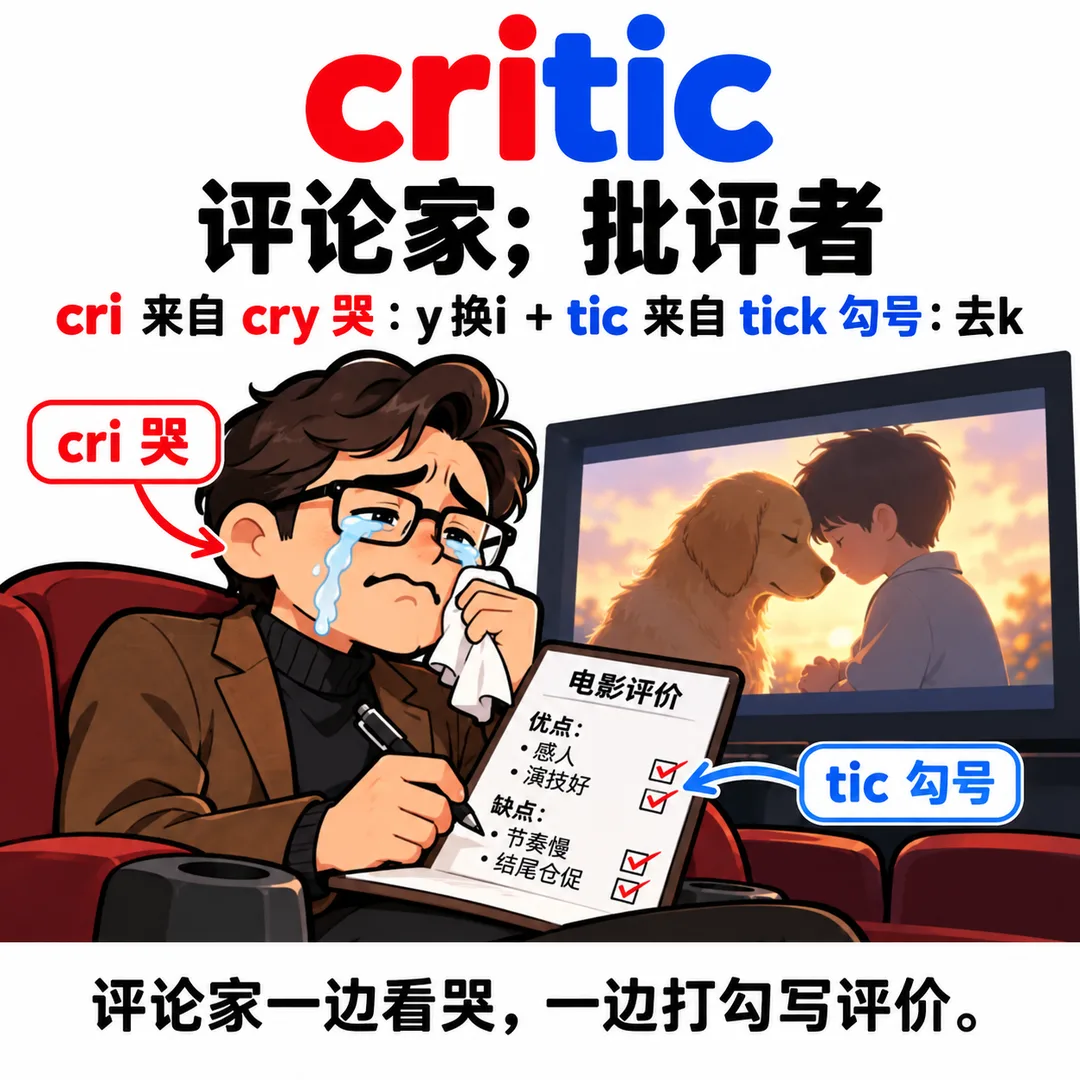 critic
评论家；批评者
cri 来自 cry 哭：y换i + tic 来自 tick 勾号：去k
cri 哭
电影评价
优点：
• 感人
• 演技好
缺点：
• 节奏慢
• 结尾仓促
tic 勾号
评论家一边看哭，一边打勾写评价。